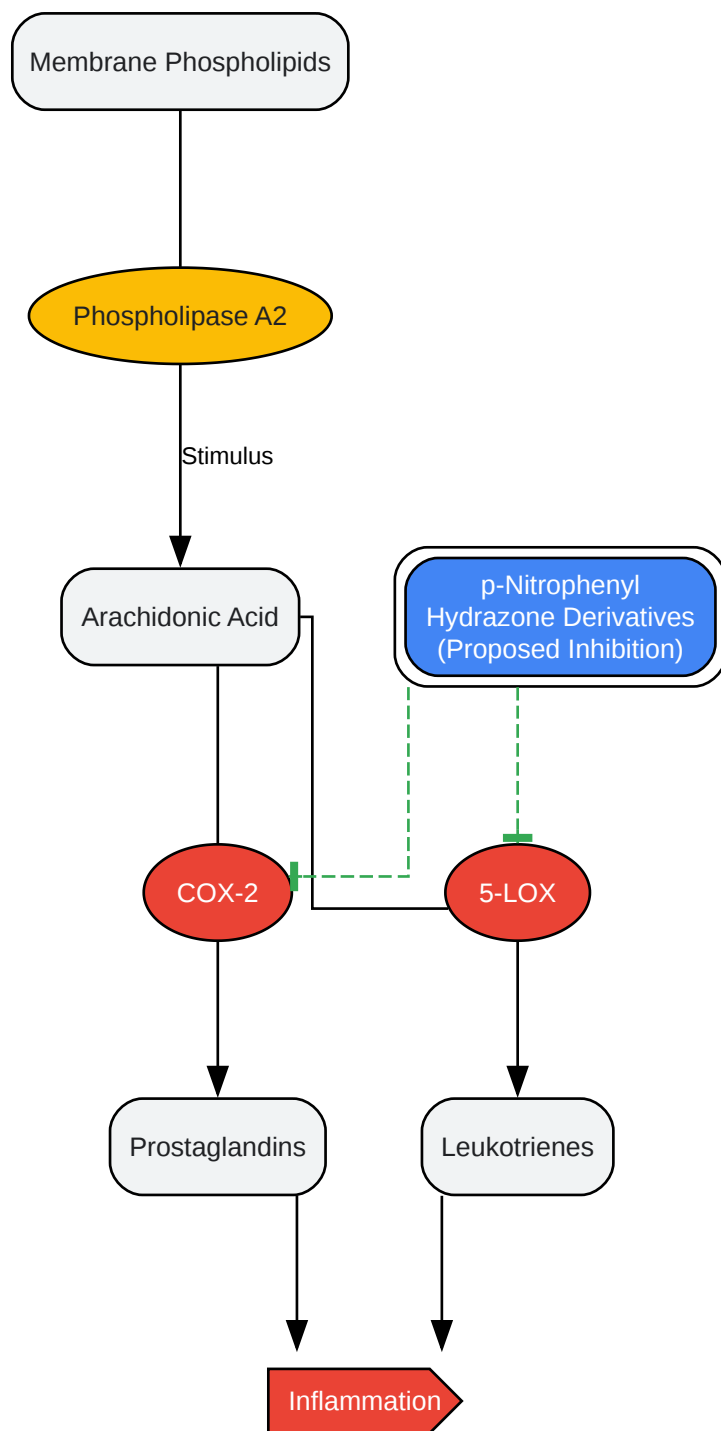 Membrane Phospholipids
Phospholipase A2
Stimulus
Arachidonic Acid
p-Nitrophenyl
Hydrazone Derivatives
(Proposed Inhibition)
COX-2
5-LOX
Prostaglandins
Leukotrienes
Inflammation